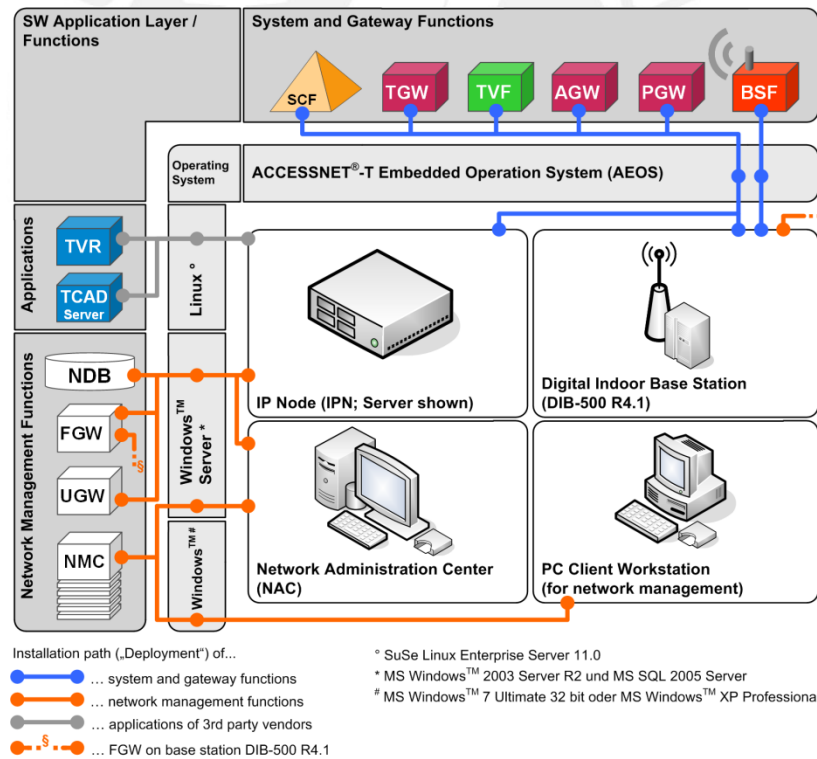 SW Application Layer /
Functions
System and Gateway Functions
SCF
TGW
TVF
AGW
PGW
BSF
Operating
System
ACCESSNET®-T Embedded Operation System (AEOS)
Applications
TVR
TCAD
Server
Linux °
IP Node (IPN; Server shown)
Digital Indoor Base Station
(DIB-500 R4.1)
Network Management Functions
NDB
FGW
§
UGW
NMC
Windows™
Server *
Windows™ #
Network Administration Center
(NAC)
PC Client Workstation
(for network management)
Installation path („Deployment") of...
... system and gateway functions
... network management functions
... applications of 3rd party vendors
§
... FGW on base station DIB-500 R4.1
° SuSe Linux Enterprise Server 11.0
* MS Windows™ 2003 Server R2 und MS SQL 2005 Server
# MS Windows™ 7 Ultimate 32 bit oder MS Windows™ XP Professiona